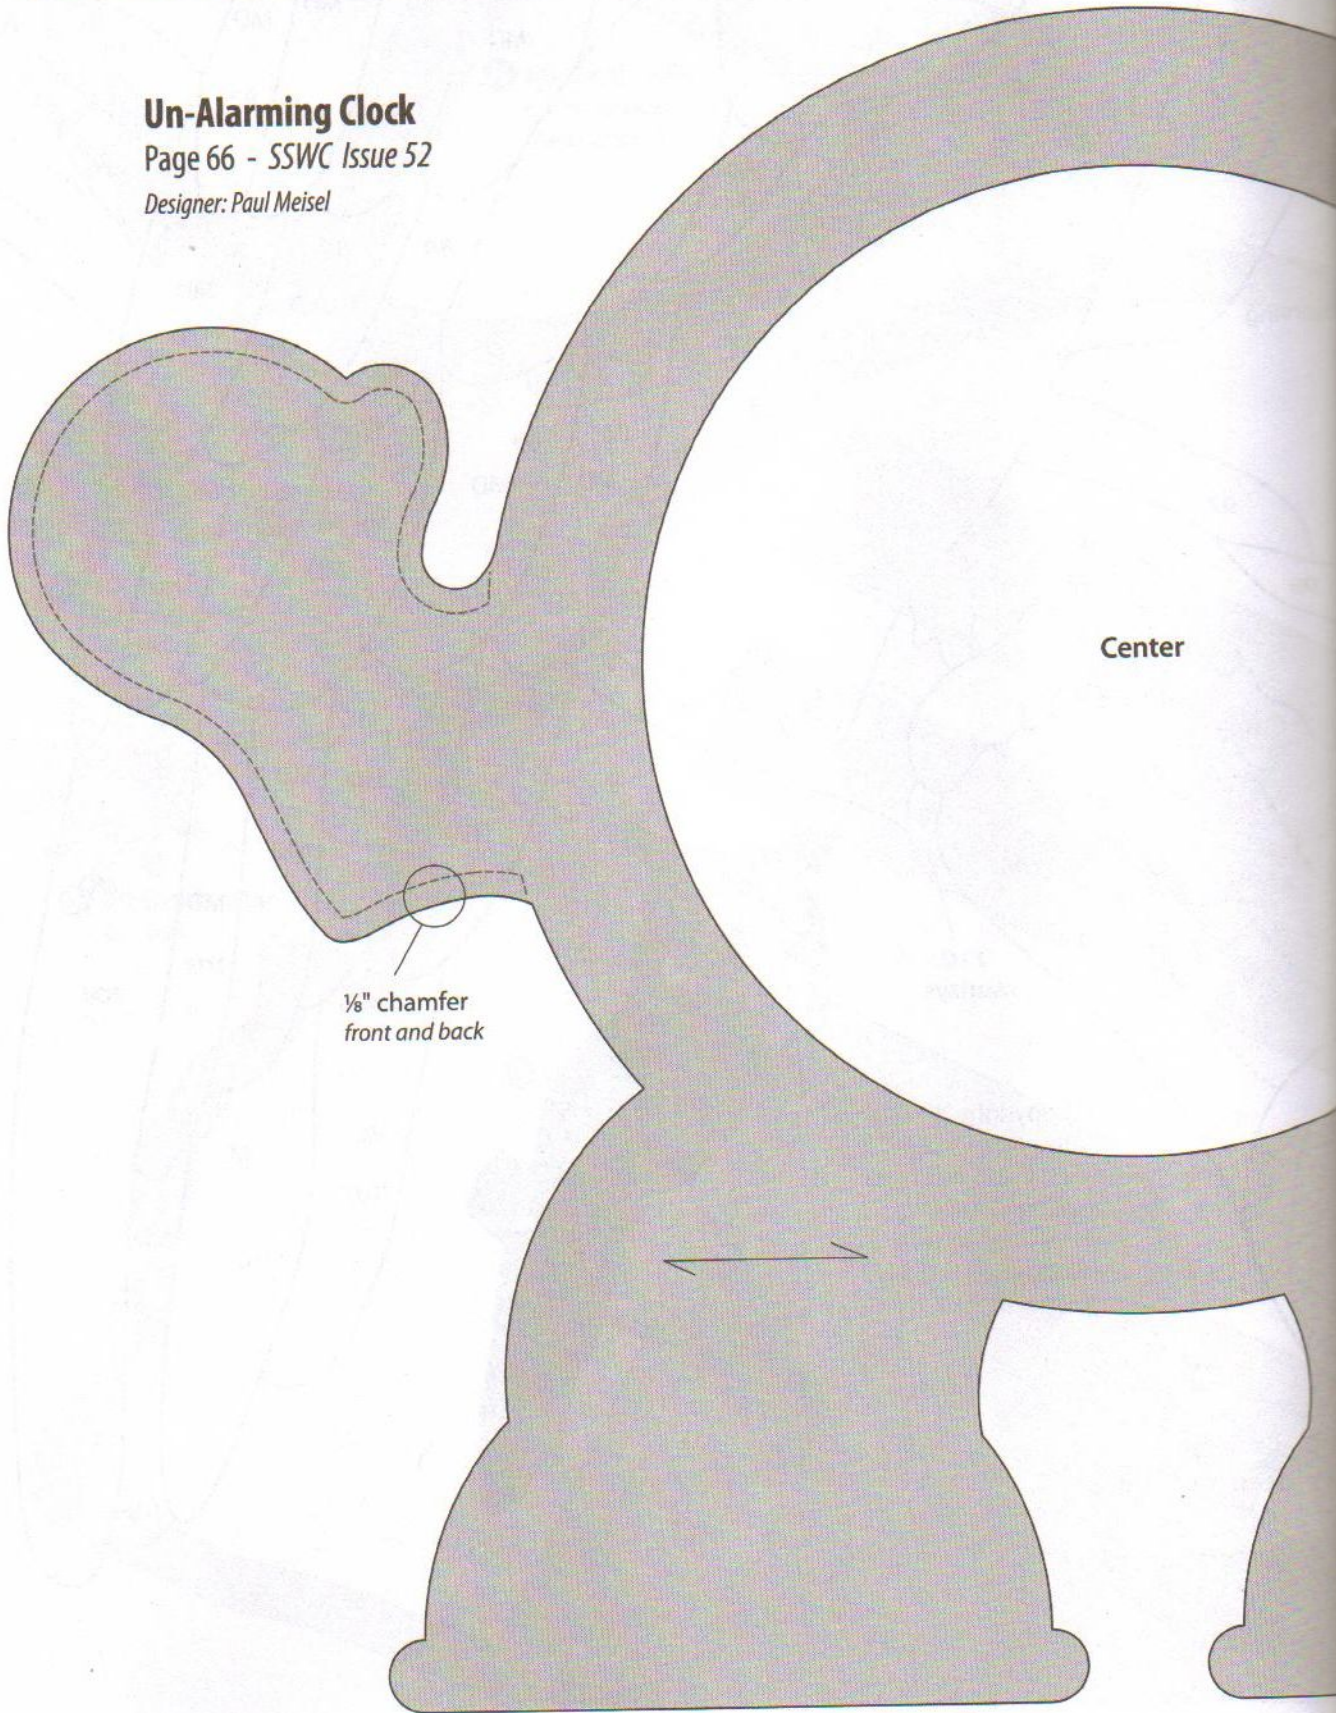 Un-Alarming Clock
Page 66 - SSWC Issue 52
Designer: Paul Meisel
Center
⅛" chamfer
front and back